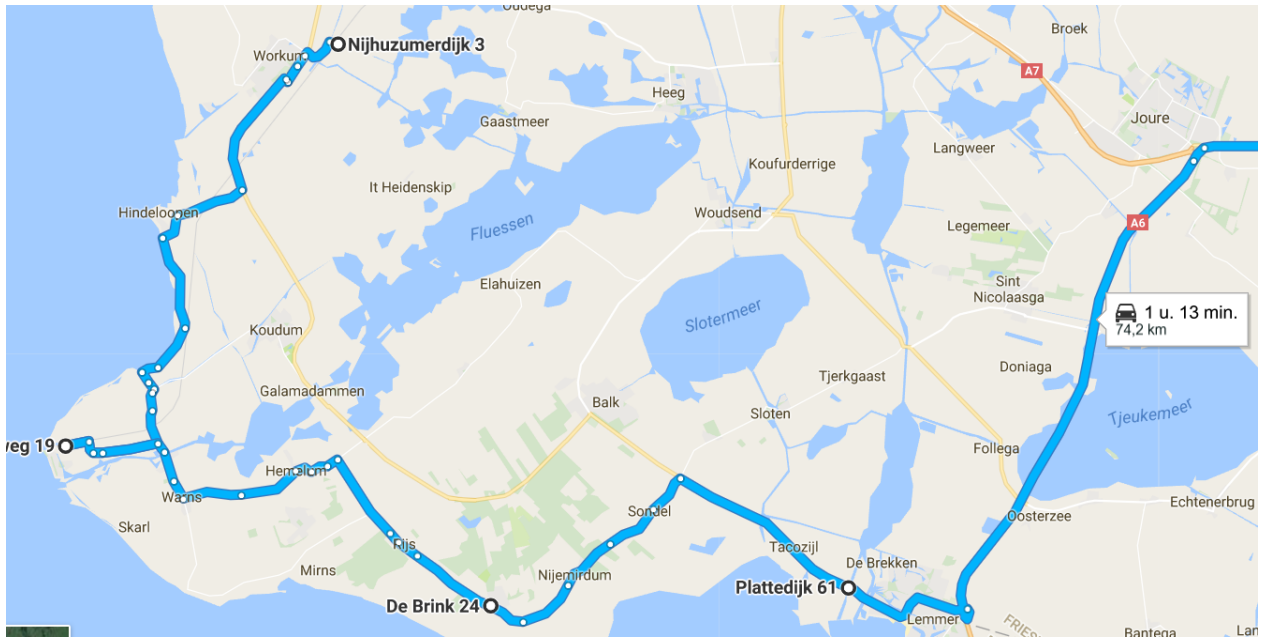 Oudega
Broek
Nijhuzumerdijk 3
Workum
A7
Heeg
Joure
Gaastmeer
Langweer
Koufurderrige
It Heidenskip
Hindeloopen
Woudsend
Fluessen
Legemeer
A6
Elahuizen
Sint
Nicolaasga
Slotermeer
1 u. 13 min.
74,2 km
Koudum
Doniaga
Tjerkgaast
Galamadammen
Balk
Sloten
Tjeukemeer
weg 19
Follega
Hemelum
Warns
Echtenerbrug
Sondel
Oosterzee
Skarl
Rijs
Tacozijl
De Brekken
Mirns
Nijemirdum
Plattedijk 61
De Brink 24
Lemmer
FRIES
Bantega
Lan